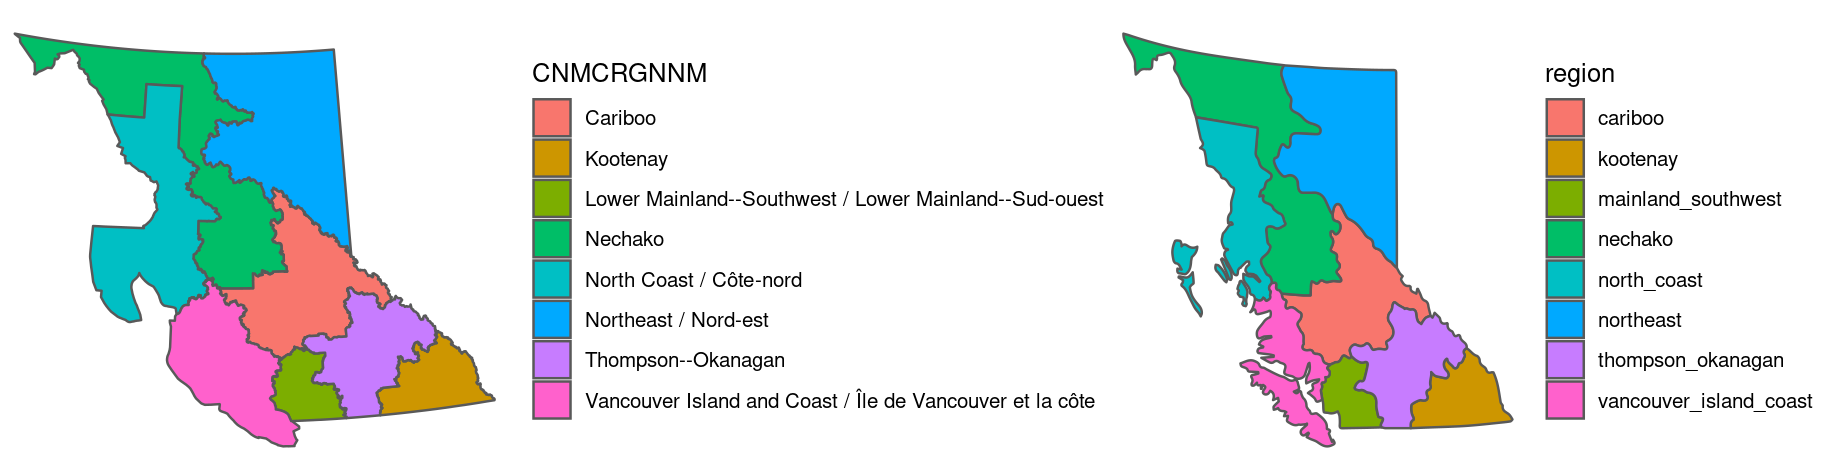 CNMCRGNNM
Cariboo
Kootenay
Lower Mainland--Southwest / Lower Mainland--Sud-ouest
Nechako
North Coast / Côte-nord
Northeast / Nord-est
Thompson--Okanagan
Vancouver Island and Coast / Île de Vancouver et la côte
region
cariboo
kootenay
mainland_southwest
nechako
north_coast
northeast
thompson_okanagan
vancouver_island_coast